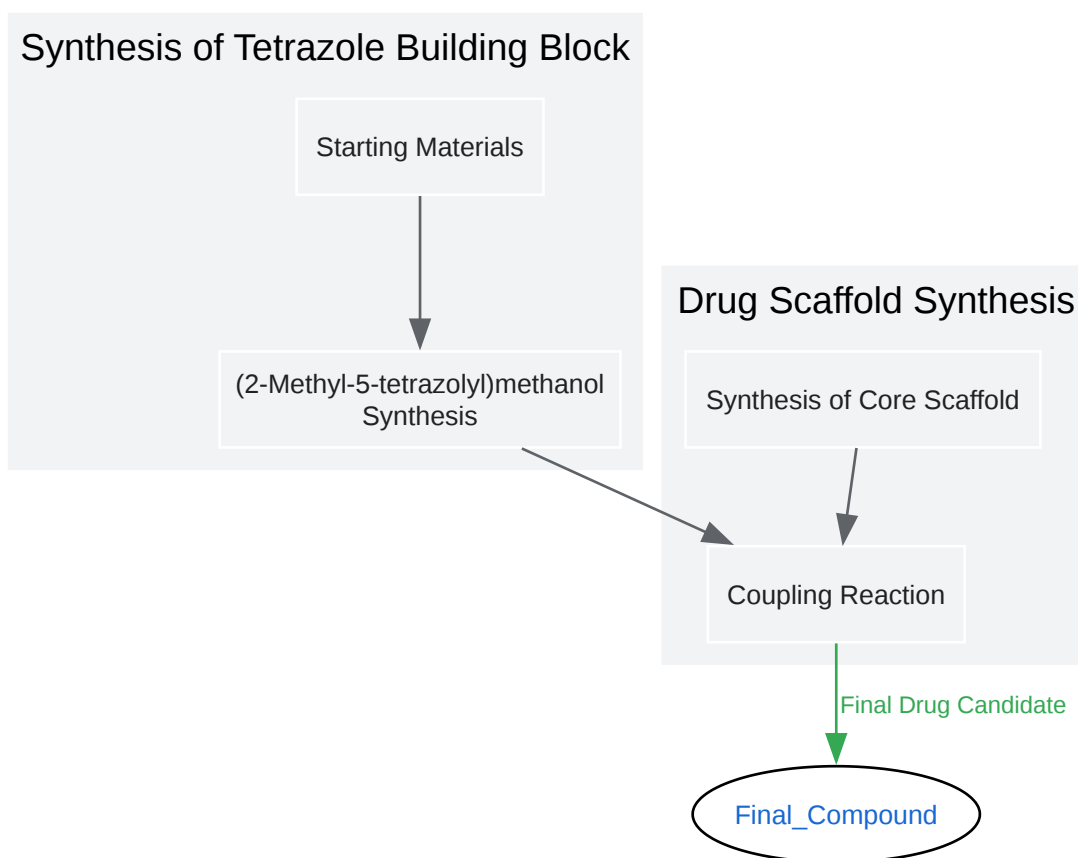 Synthesis of Tetrazole Building Block
Starting Materials
(2-Methyl-5-tetrazolyl)methanol
Synthesis
Drug Scaffold Synthesis
Synthesis of Core Scaffold
Coupling Reaction
Final Drug Candidate
Final_Compound